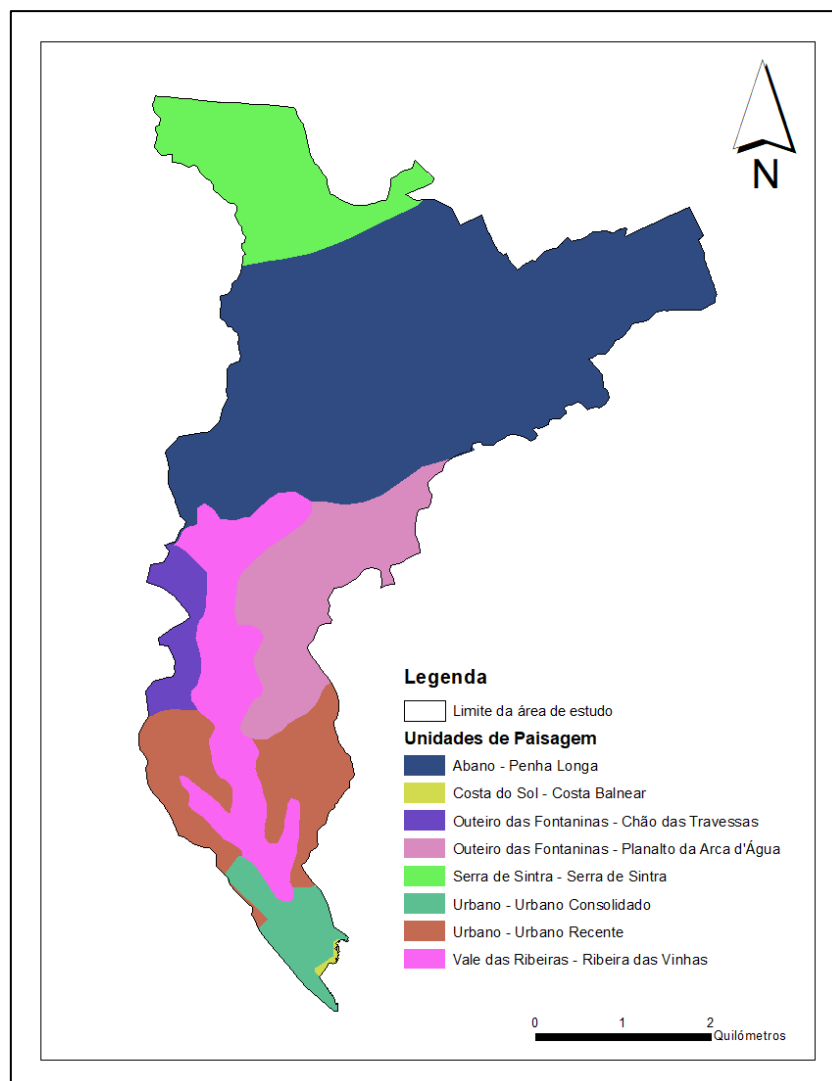 N
Legenda
Limite da área de estudo
Unidades de Paisagem
Abano - Penha Longa
Costa do Sol - Costa Balnear
Outeiro das Fontaninas - Chão das Travessas
Outeiro das Fontaninas - Planalto da Arca d'Água
Serra de Sintra - Serra de Sintra
Urbano - Urbano Consolidado
Urbano - Urbano Recente
Vale das Ribeiras - Ribeira das Vinhas
0 1 2
Quilómetros